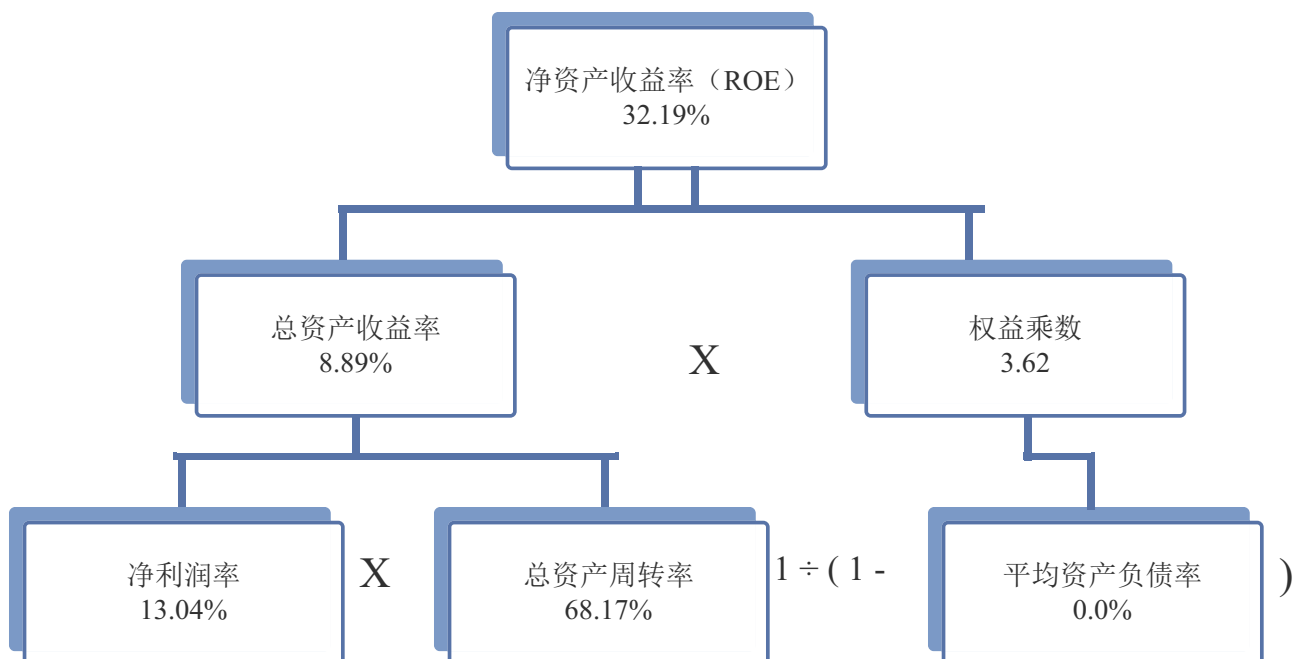 净资产收益率（ROE）
32.19%
总资产收益率
8.89%
X
权益乘数
3.62
净利润率
13.04%
X
总资产周转率
68.17%
1 ÷ ( 1 -
平均资产负债率
0.0%
)